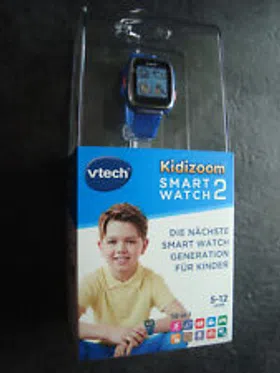 vtech
Kidizoom
SMART
WATCH 2
DIE NÄCHSTE
SMART WATCH
GENERATION
FÜR KINDER
5-12